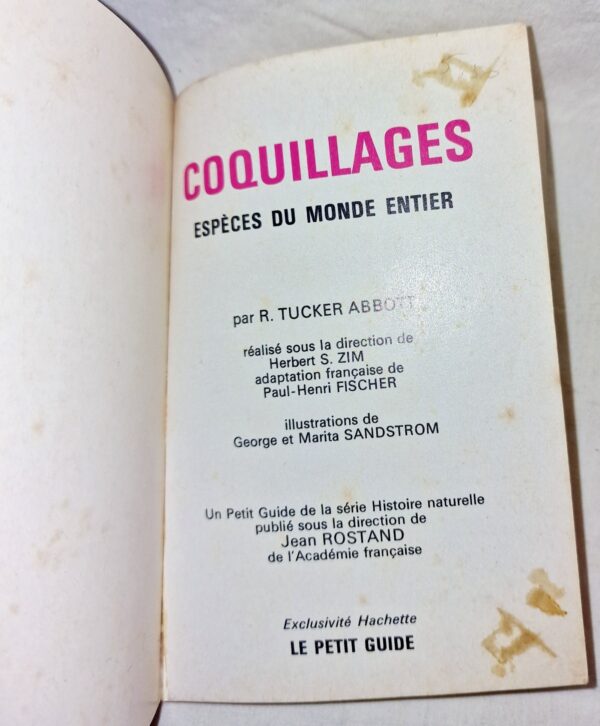 COQUILLAGES
ESPÈCES DU MONDE ENTIER
par R. TUCKER ABBOTT
réalisé sous la direction de
Herbert S. ZIM
adaptation française de
Paul-Henri FISCHER
illustrations de
George et Marita SANDSTROM
Un Petit Guide de la série Histoire naturelle
publié sous la direction de
Jean ROSTAND
de l'Académie française
Exclusivité Hachette
LE PETIT GUIDE